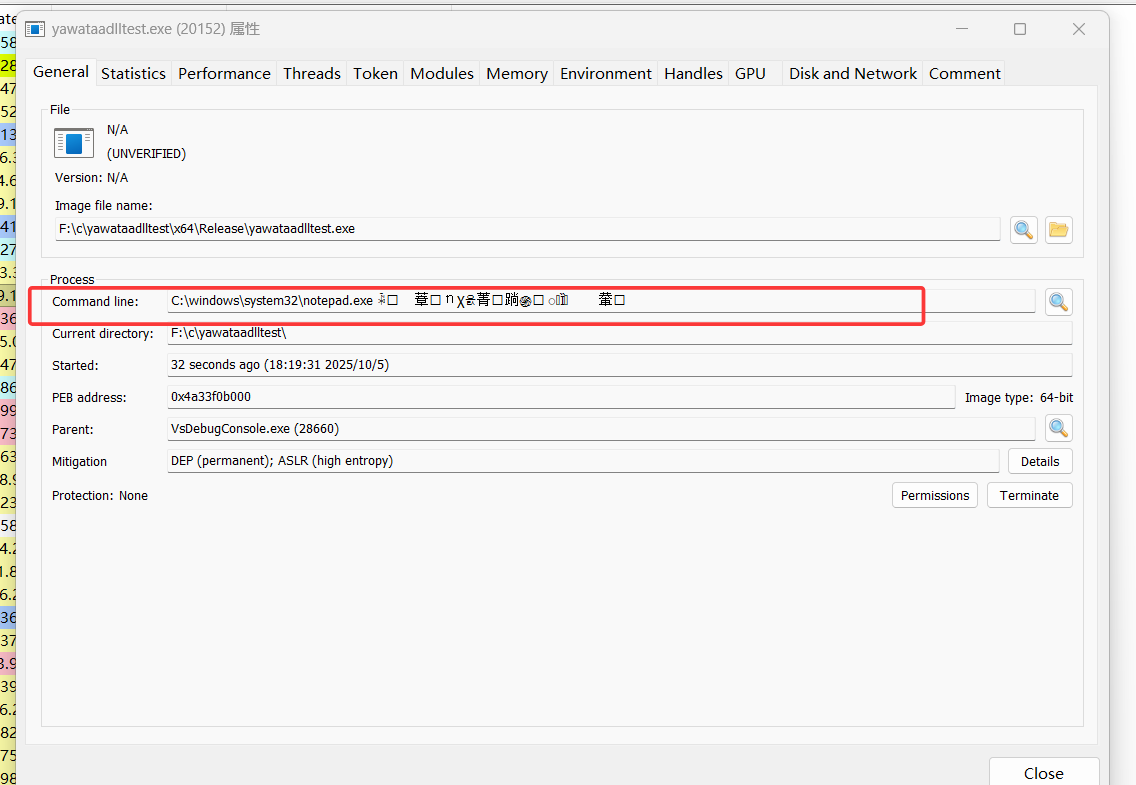 yawataadlltest.exe (20152) 属性
General Statistics Performance Threads Token Modules Memory Environment Handles GPU Disk and Network Comment
File
N/A
(UNVERIFIED)
Version: N/A
Image file name:
F:\c\yawataadlltest\x64\Release\yawataadlltest.exe
Process
Command line: C:\windows\system32\notepad.exe
Current directory: F:\c\yawataadlltest\
Started: 32 seconds ago (18:19:31 2025/10/5)
PEB address: 0x4a33f0b000 Image type: 64-bit
Parent: VsDebugConsole.exe (28660)
Mitigation DEP (permanent); ASLR (high entropy) Details
Protection: None Permissions Terminate
Close